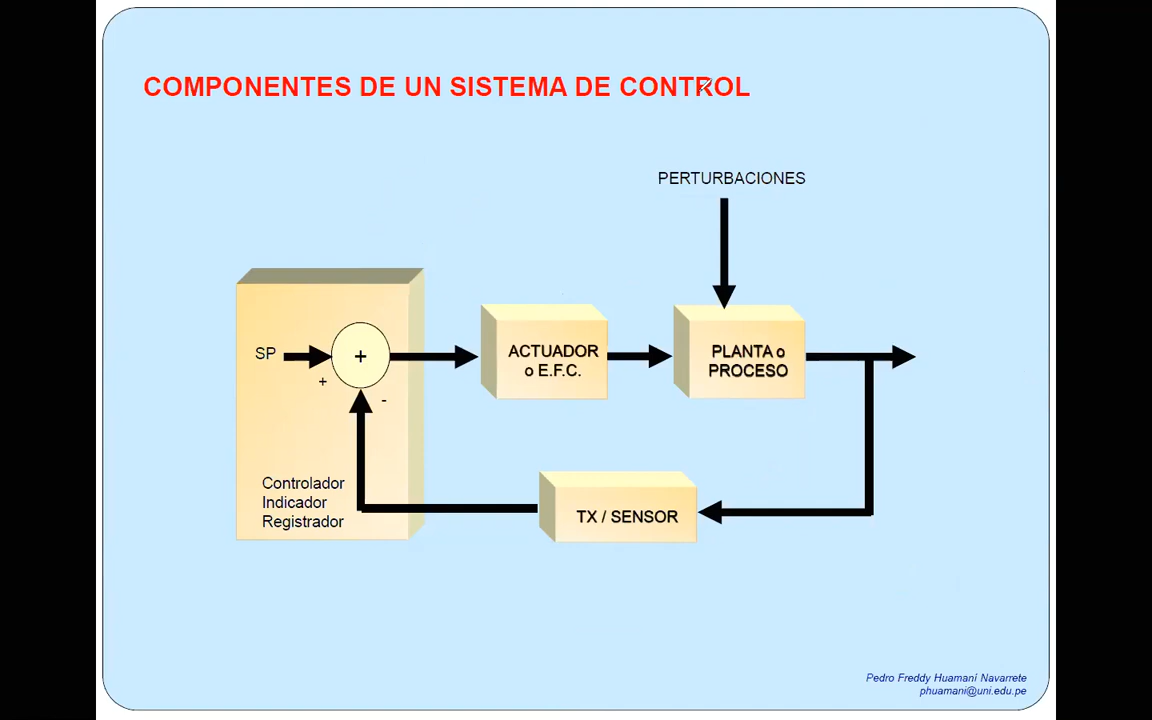 COMPONENTES DE UN SISTEMA DE CONTROL
PERTURBACIONES
SP
+
+
-
ACTUADOR
o E.F.C.
PLANTA o
PROCESO
Controlador
Indicador
Registrador
TX / SENSOR
Pedro Freddy Huamaní Navarrete
phuamani@uni.edu.pe